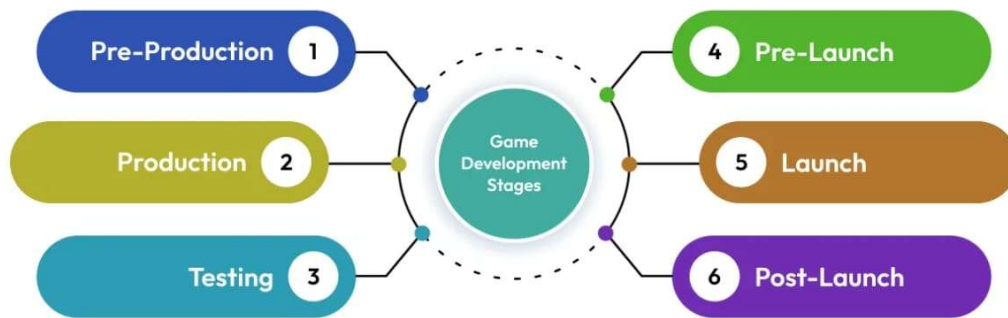 Pre-Production 1
Production 2
Testing 3
Game
Development
Stages
4 Pre-Launch
5 Launch
6 Post-Launch